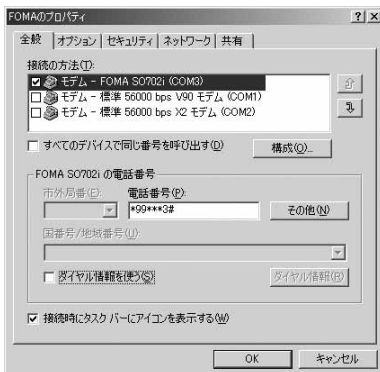 FOMAのプロパティ
全般 オプション セキュリティ ネットワーク 共有
接続の方法(T):
モデム - FOMA SO702i (COM3)
モデム - 標準 56000 bps V90 モデム (COM1)
モデム - 標準 56000 bps X2 モデム (COM2)
すべてのデバイスで同じ番号を呼び出す(D) 構成(O)...
FOMA SO702i の電話番号
市外局番(E): 電話番号(P):
*99***3# その他(N)
国番号/地域番号(U):
ダイヤル情報を使う(S) ダイヤル情報(R)
接続時にタスク バーにアイコンを表示する(W)
OK キャンセル